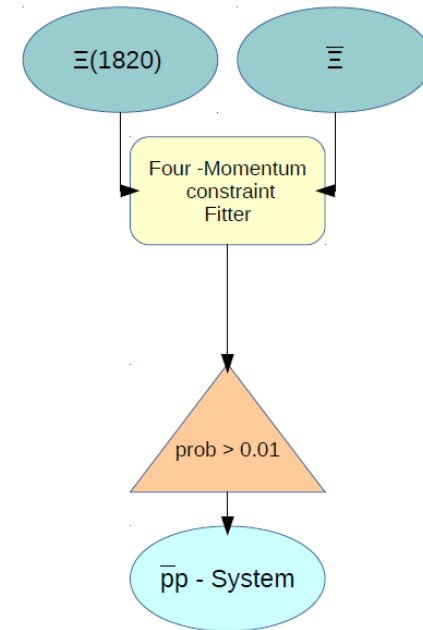 Ξ(1820)
Ξ̅
Four -Momentum
constraint
Fitter
prob > 0.01
p̅p - System